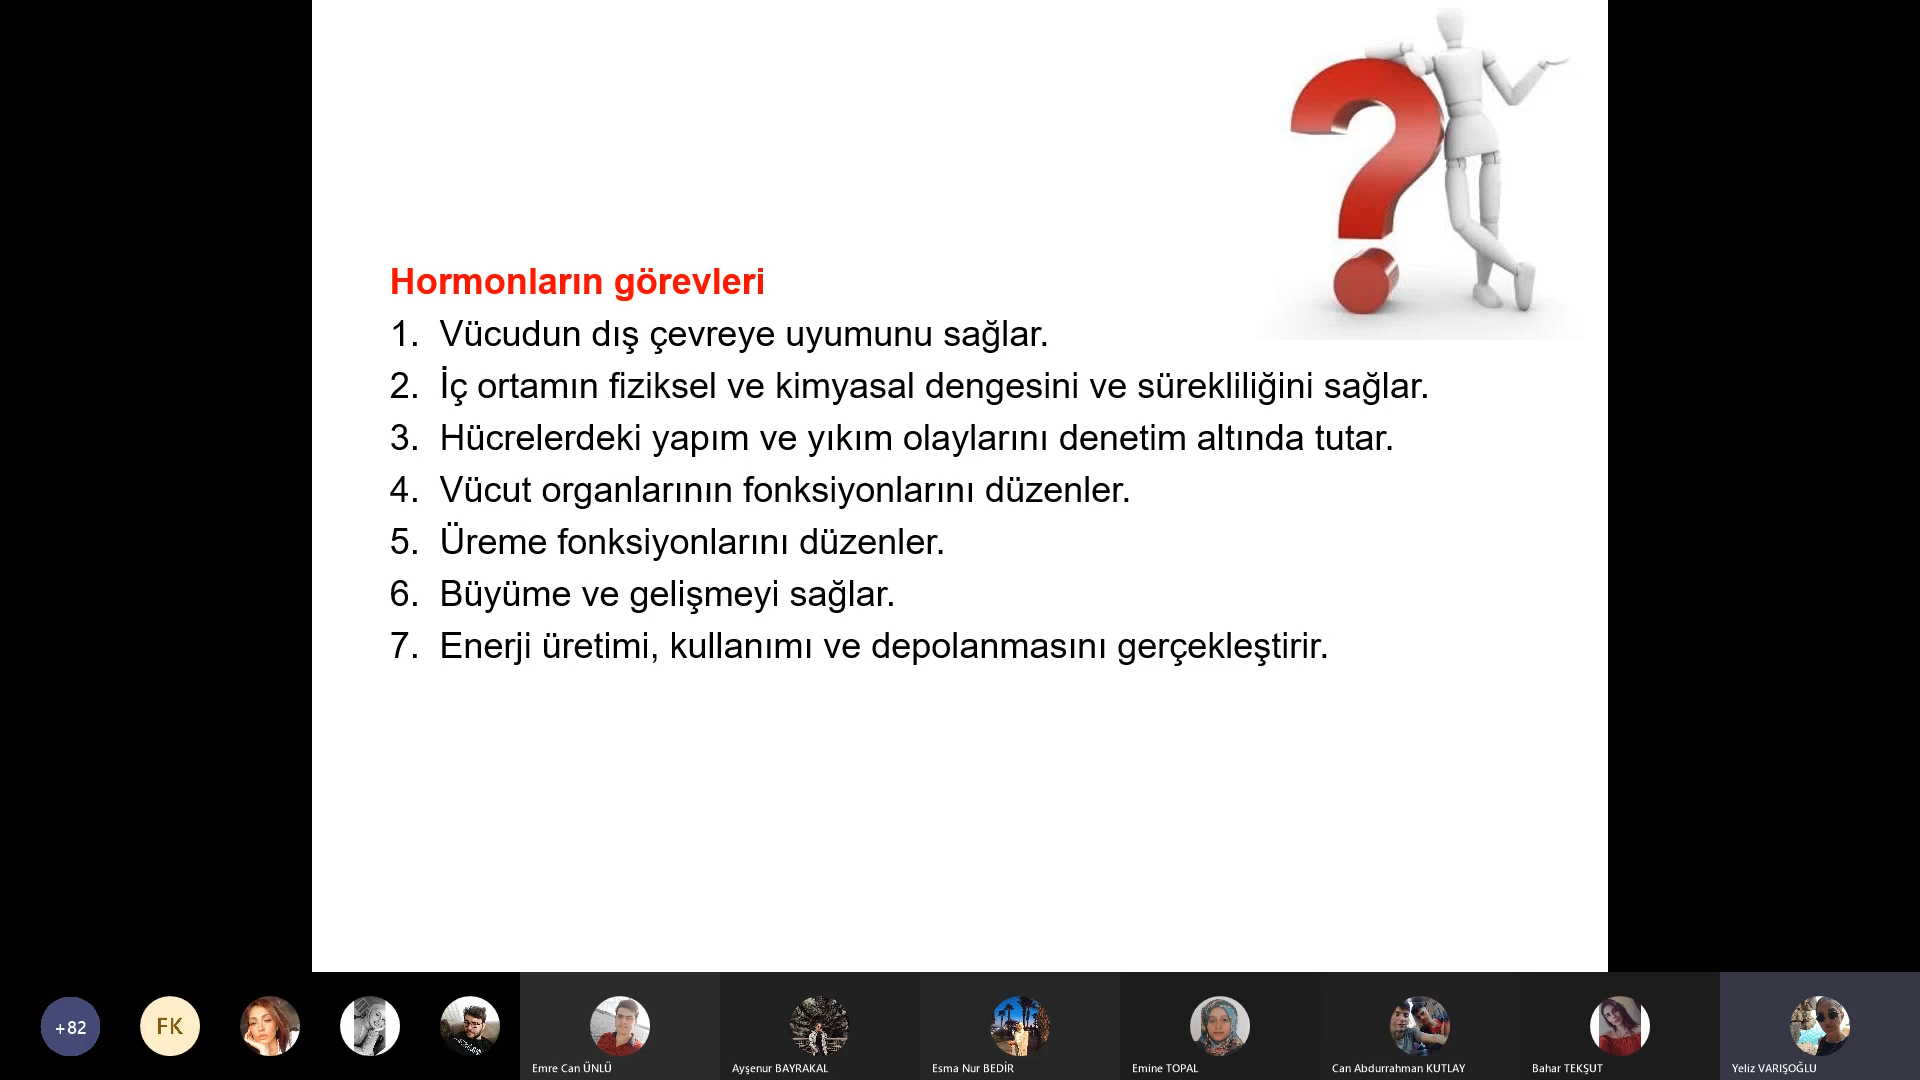 Hormonların görevleri
1. Vücudun dış çevreye uyumunu sağlar.
2. İç ortamın fiziksel ve kimyasal dengesini ve sürekliliğini sağlar.
3. Hücrelerdeki yapım ve yıkım olaylarını denetim altında tutar.
4. Vücut organlarının fonksiyonlarını düzenler.
5. Üreme fonksiyonlarını düzenler.
6. Büyüme ve gelişmeyi sağlar.
7. Enerji üretimi, kullanımı ve depolanmasını gerçekleştirir.
+82
FK
Emre Can ÜNLÜ
Ayşenur BAYRAKAL
Esma Nur BEDİR
Emine TOPAL
Can Abdurrahman KUTLAY
Bahar TEKŞUT
Yeliz VARIŞOĞLU